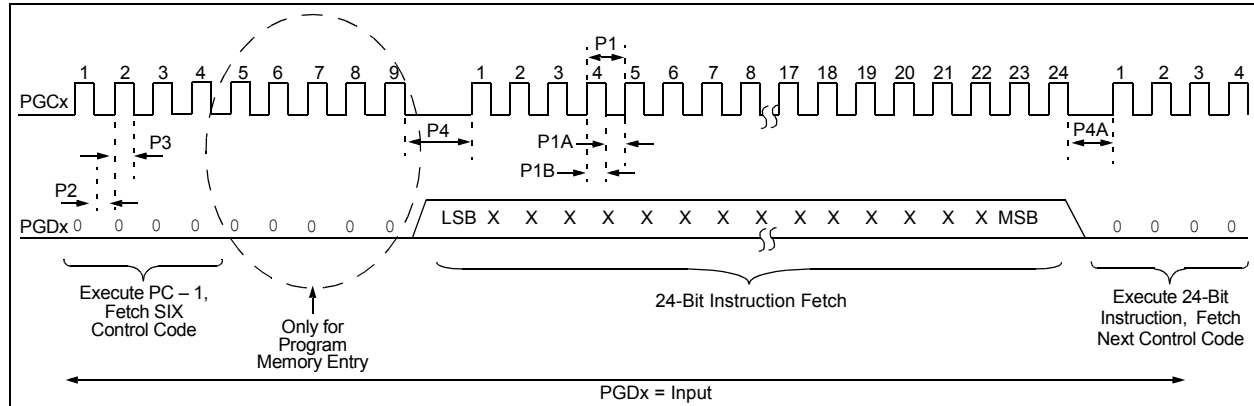 P1
1 2 3 4 5 6 7 8 9 1 2 3 4 5 6 7 8 17 18 19 20 21 22 23 24 1 2 3 4
PGCx
P4 P4A
P3 P1A
P1B
P2
PGDx 0 0 0 0 0 0 0 0 0 LSB X X X X X X X X X X X X X X MSB 0 0 0 0
Execute PC – 1,
Fetch SIX
Control Code
Only for
Program
Memory Entry
24-Bit Instruction Fetch
Execute 24-Bit
Instruction, Fetch
Next Control Code
PGDx = Input